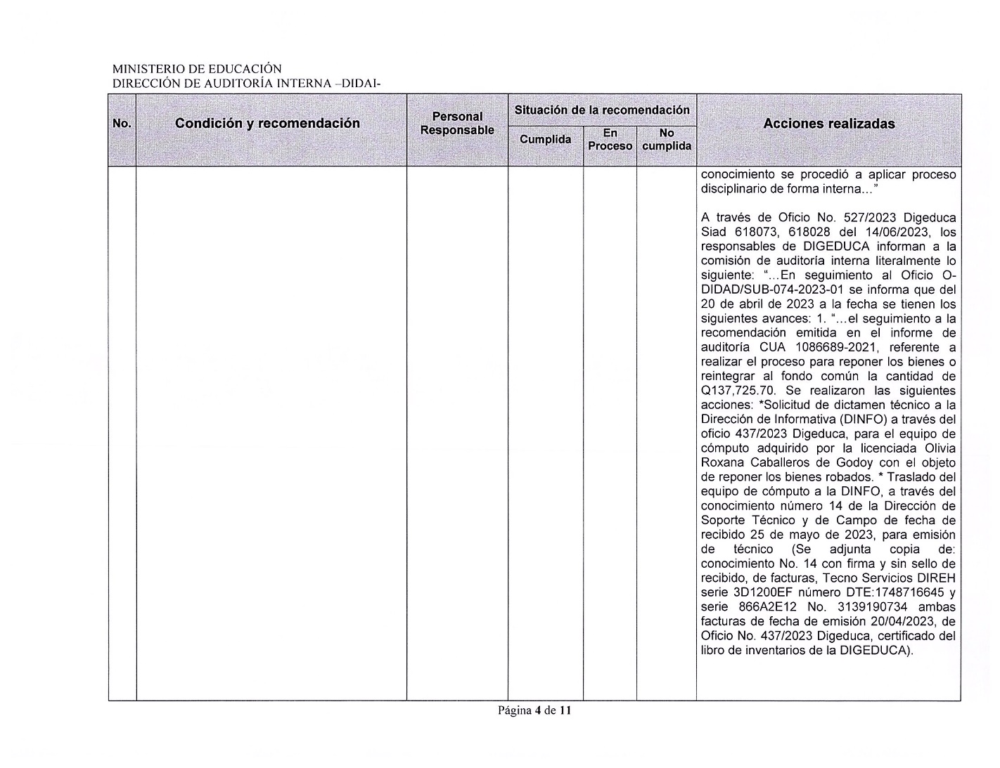 MINISTERIO DE EDUCACIÓN
DIRECCIÓN DE AUDITORÍA INTERNA –DIDAI-
No.
Condición y recomendación
Personal
Responsable
Situación de la recomendación
Cumplida
En
Proceso
No
cumplida
Acciones realizadas
conocimiento se procedió a aplicar proceso
disciplinario de forma interna…”
A través de Oficio No. 527/2023 Digeduca
Siad 618073, 618028 del 14/06/2023, los
responsables de DIGEDUCA informan a la
comisión de auditoría interna literalmente lo
siguiente: “…En seguimiento al Oficio O-
DIDAD/SUB-074-2023-01 se informa que del
20 de abril de 2023 a la fecha se tienen los
siguientes avances: 1. “…el seguimiento a la
recomendación emitida en el informe de
auditoría CUA 1086689-2021, referente a
realizar el proceso para reponer los bienes o
reintegrar al fondo común la cantidad de
Q137,725.70. Se realizaron las siguientes
acciones: *Solicitud de dictamen técnico a la
Dirección de Informativa (DINFO) a través del
oficio 437/2023 Digeduca, para el equipo de
cómputo adquirido por la licenciada Olivia
Roxana Caballeros de Godoy con el objeto
de reponer los bienes robados. * Traslado del
equipo de cómputo a la DINFO, a través del
conocimiento número 14 de la Dirección de
Soporte Técnico y de Campo de fecha de
recibido 25 de mayo de 2023, para emisión
de técnico (Se adjunta copia de:
conocimiento No. 14 con firma y sin sello de
recibido, de facturas, Tecno Servicios DIREH
serie 3D1200EF número DTE:1748716645 y
serie 866A2E12 No. 3139190734 ambas
facturas de fecha de emisión 20/04/2023, de
Oficio No. 437/2023 Digeduca, certificado del
libro de inventarios de la DIGEDUCA).
Página 4 de 11